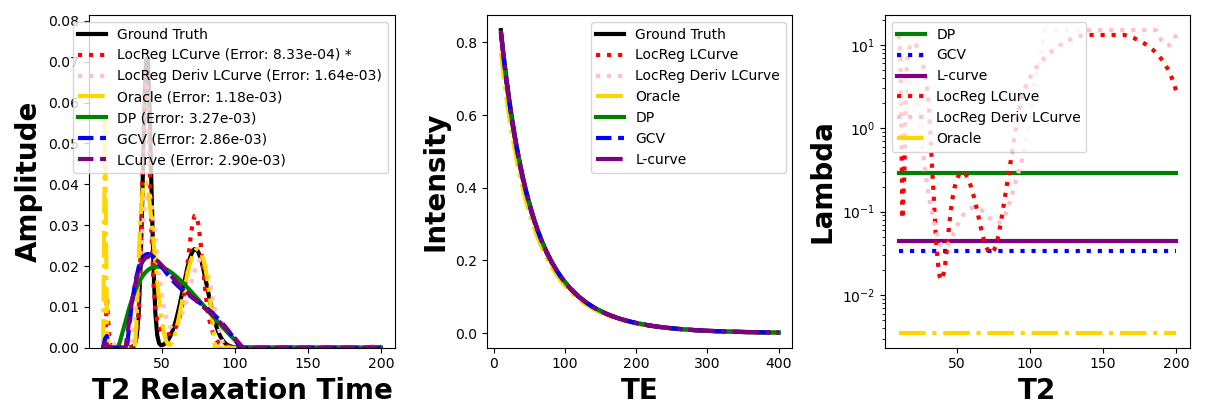 Amplitude
0.08
0.07
0.06
0.05
0.04
0.03
0.02
0.01
0.00
Ground Truth
LocReg LCurve (Error: 8.33e-04) *
LocReg Deriv LCurve (Error: 1.64e-03)
Oracle (Error: 1.18e-03)
DP (Error: 3.27e-03)
GCV (Error: 2.86e-03)
LCurve (Error: 2.90e-03)
50 100 150 200
T2 Relaxation Time
Intensity
0.8
0.6
0.4
0.2
0.0
Ground Truth
LocReg LCurve
LocReg Deriv LCurve
Oracle
DP
GCV
L-curve
0 100 200 300 400
TE
Lambda
10¹
10⁰
10⁻¹
10⁻²
DP
GCV
L-curve
LocReg LCurve
LocReg Deriv LCurve
Oracle
50 100 150 200
T2